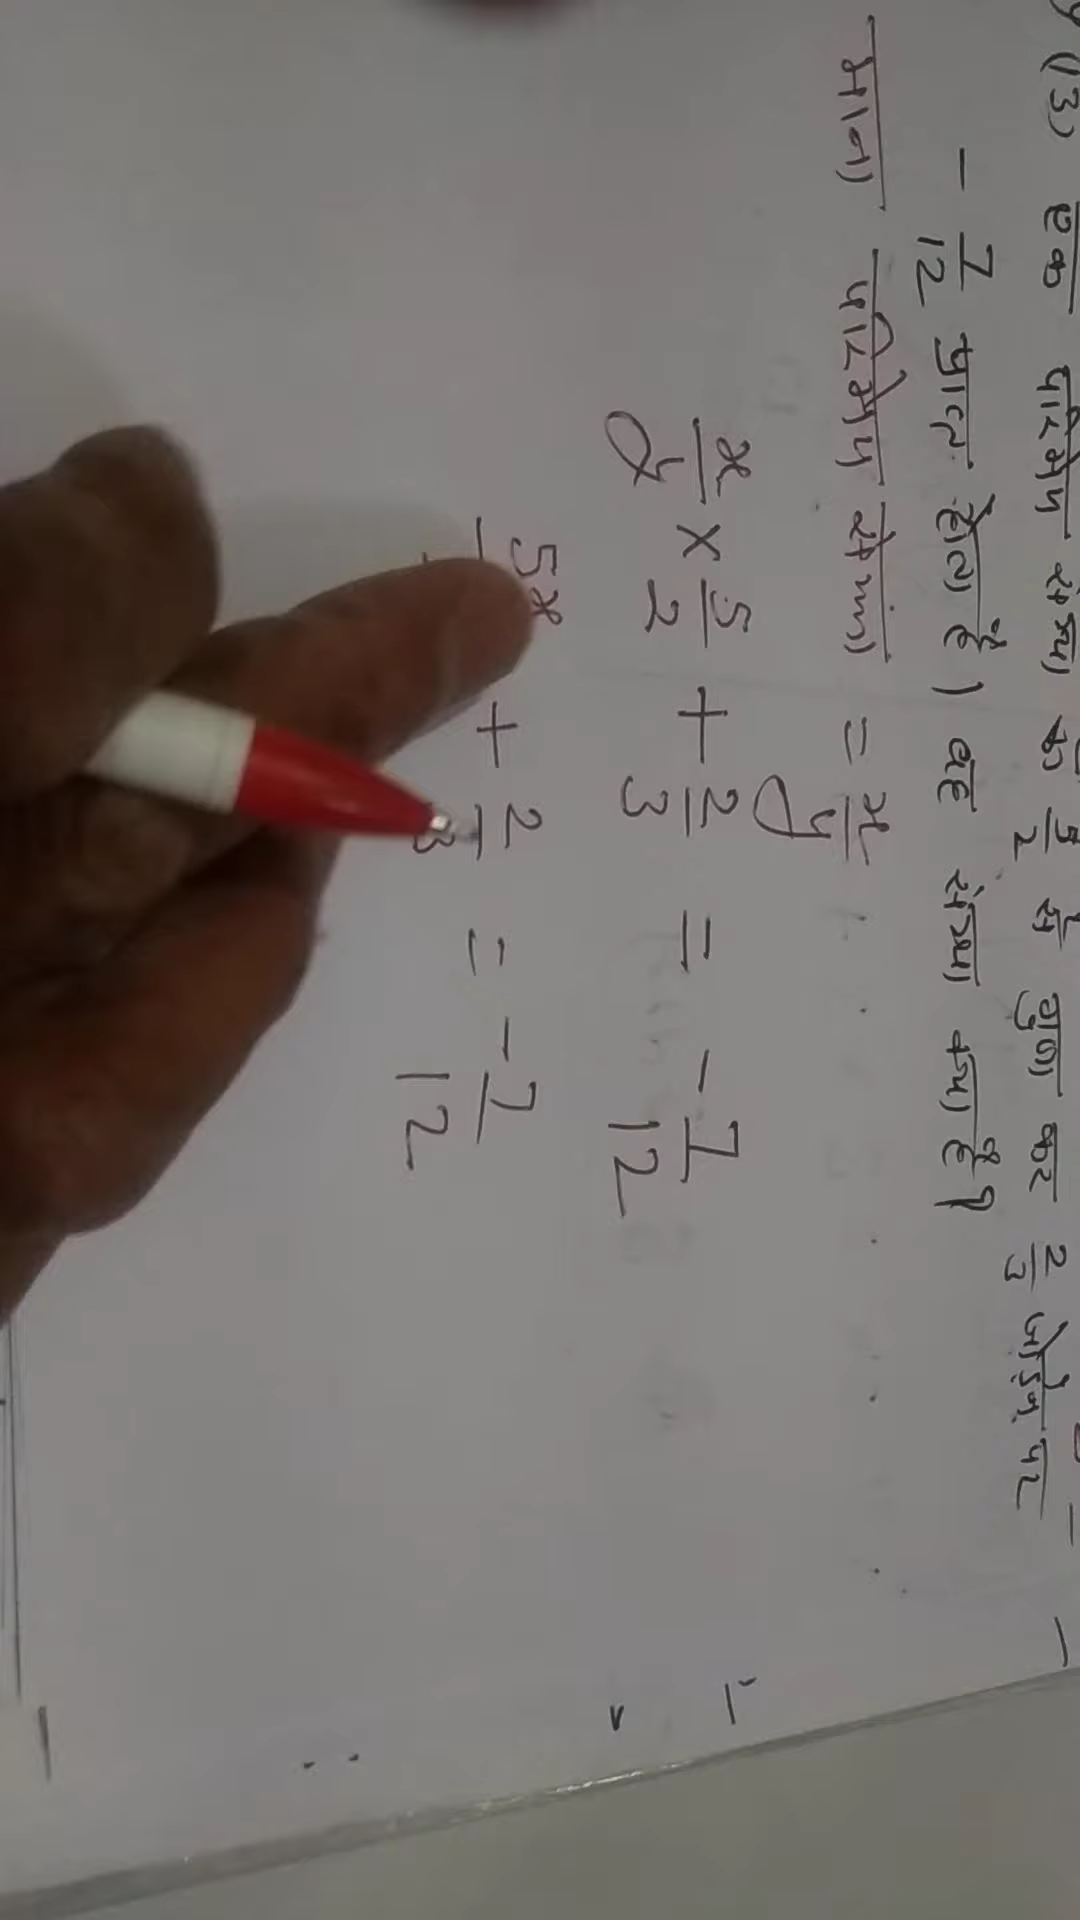 (13) एक परिमेय संख्या को 5/2 से गुणा कर 2/3 जोड़ने पर
- 7/12 प्राप्त होता है। वह संख्या क्या है?
माना परिमेय संख्या = x/y
x/y × 5/2 + 2/3 = - 7/12
5x + 2/3 = - 7/12